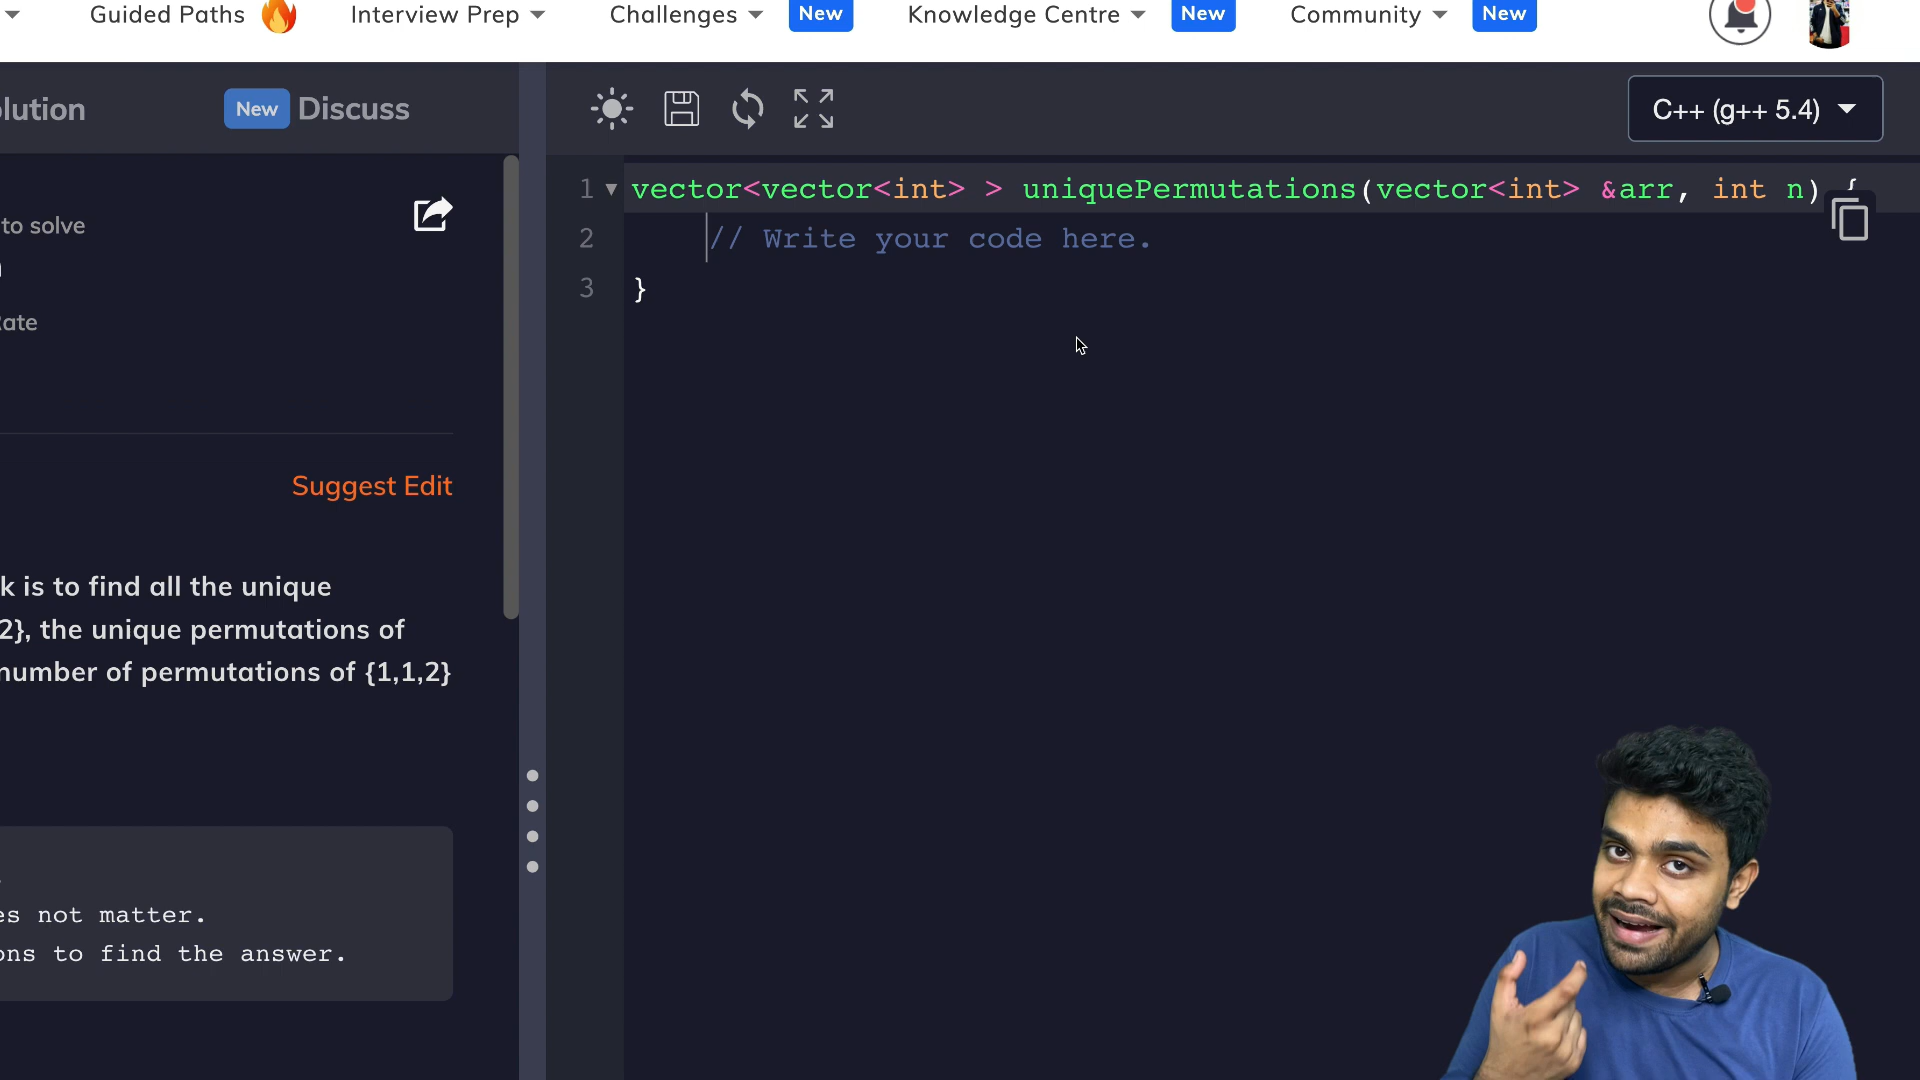 Guided Paths Interview Prep Challenges New Knowledge Centre New Community New
olution New Discuss
C++ (g++ 5.4)
to solve
ate
Suggest Edit
k is to find all the unique
2}, the unique permutations of
number of permutations of {1,1,2}
es not matter.
ons to find the answer.
1 vector<vector<int> > uniquePermutations(vector<int> &arr, int n) {
2 // Write your code here.
3 }